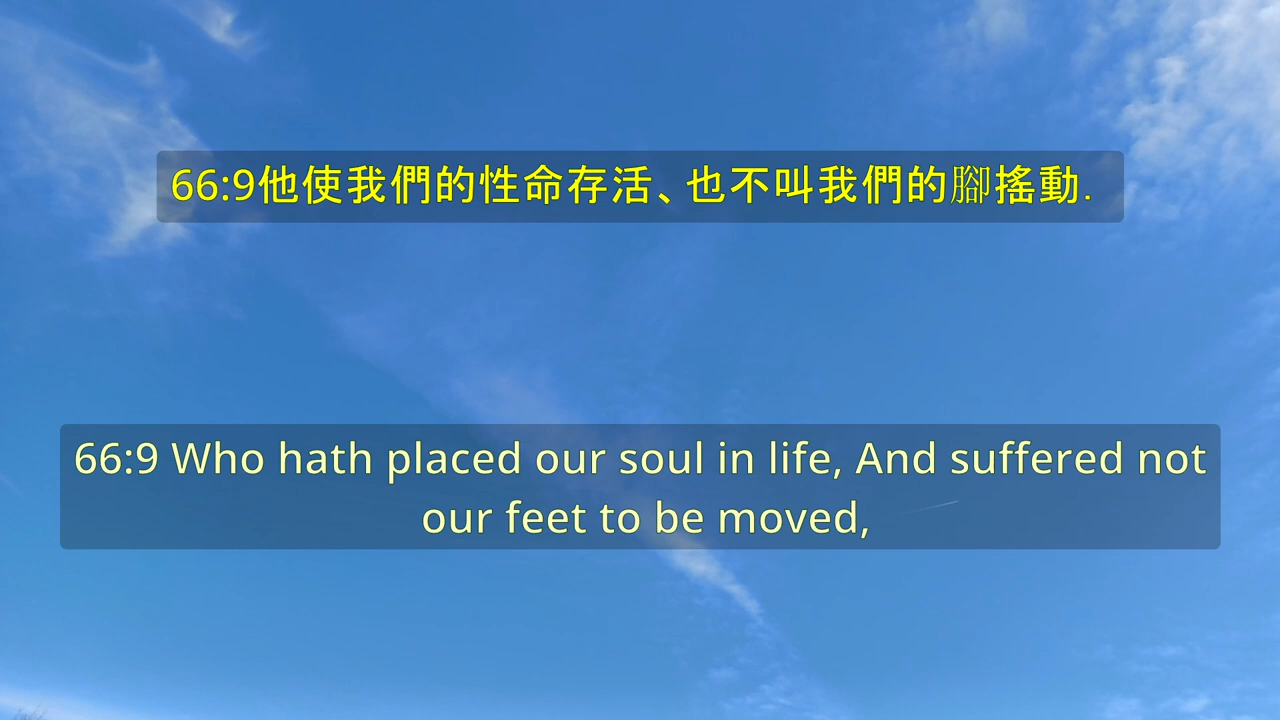 66:9他使我們的性命存活、也不叫我們的腳搖動.
66:9 Who hath placed our soul in life, And suffered not
our feet to be moved,